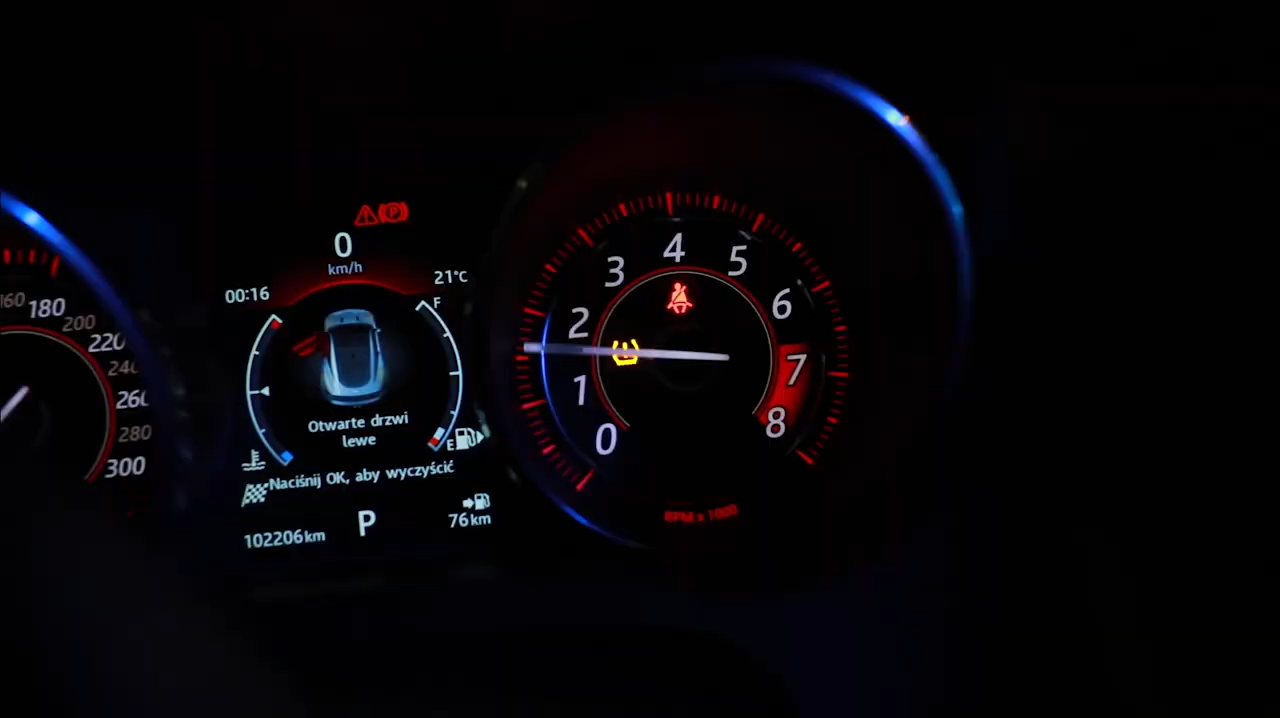 0
km/h
00:16
21°C
F
E
Otwarte drzwi
lewe
Naciśnij OK, aby wyczyścić
P
102206km
76km
160
180
200
220
240
260
280
300
0
1
2
3
4
5
6
7
8
RPM x 1000